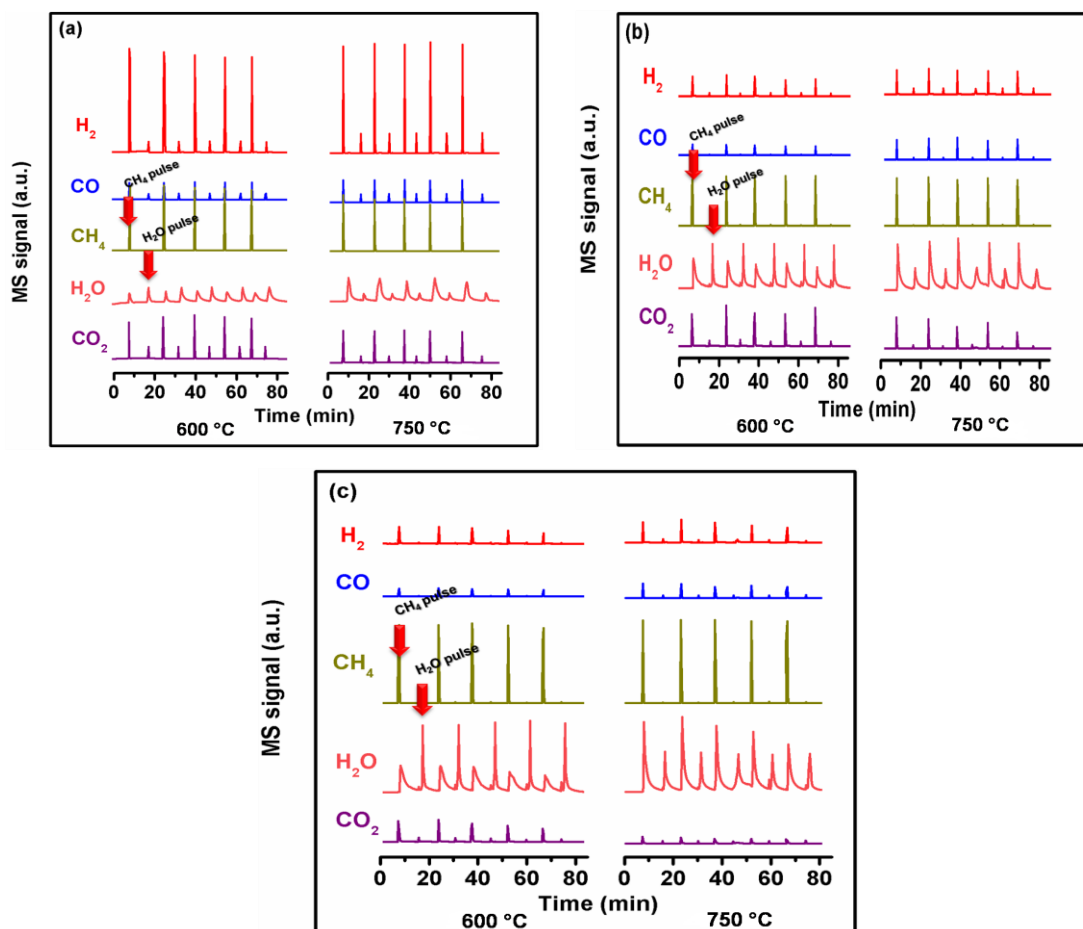 (a)
H₂
CH₄ pulse
CO
H₂O pulse
CH₄
H₂O
CO₂
MS signal (a.u.)
0 20 40 60 80 0 20 40 60 80
Time (min)
600 °C 750 °C
(b)
H₂
CO
CH₄ pulse
CH₄
H₂O pulse
H₂O
CO₂
MS signal (a.u.)
0 20 40 60 80 0 20 40 60 80
Time (min)
600 °C 750 °C
(c)
H₂
CO
CH₄ pulse
CH₄
H₂O pulse
H₂O
CO₂
MS signal (a.u.)
0 20 40 60 80 0 20 40 60 80
Time (min)
600 °C 750 °C